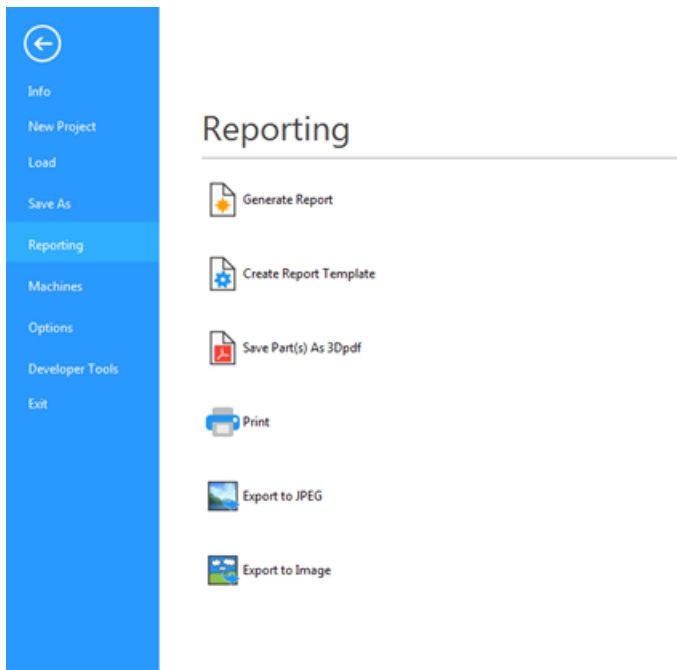 Info
New Project
Load
Save As
Reporting
Machines
Options
Developer Tools
Exit
Reporting
Generate Report
Create Report Template
Save Part(s) As 3Dpdf
Print
Export to JPEG
Export to Image